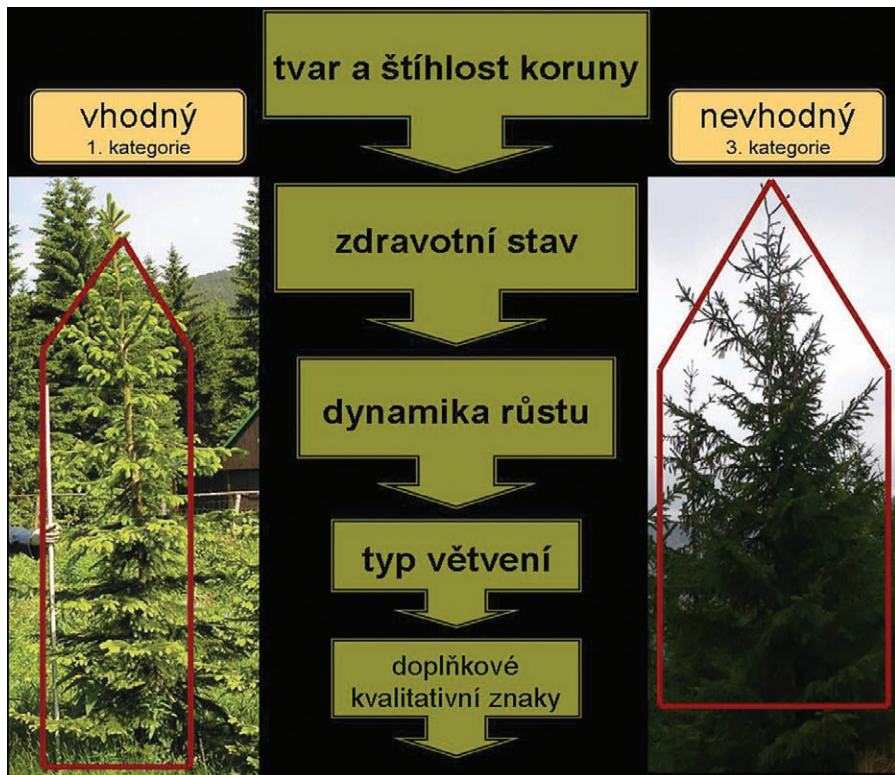 tvar a štíhlost koruny
vhodný
1. kategorie
nevhodný
3. kategorie
zdravotní stav
dynamika růstu
typ větvení
doplňkové
kvalitativní znaky